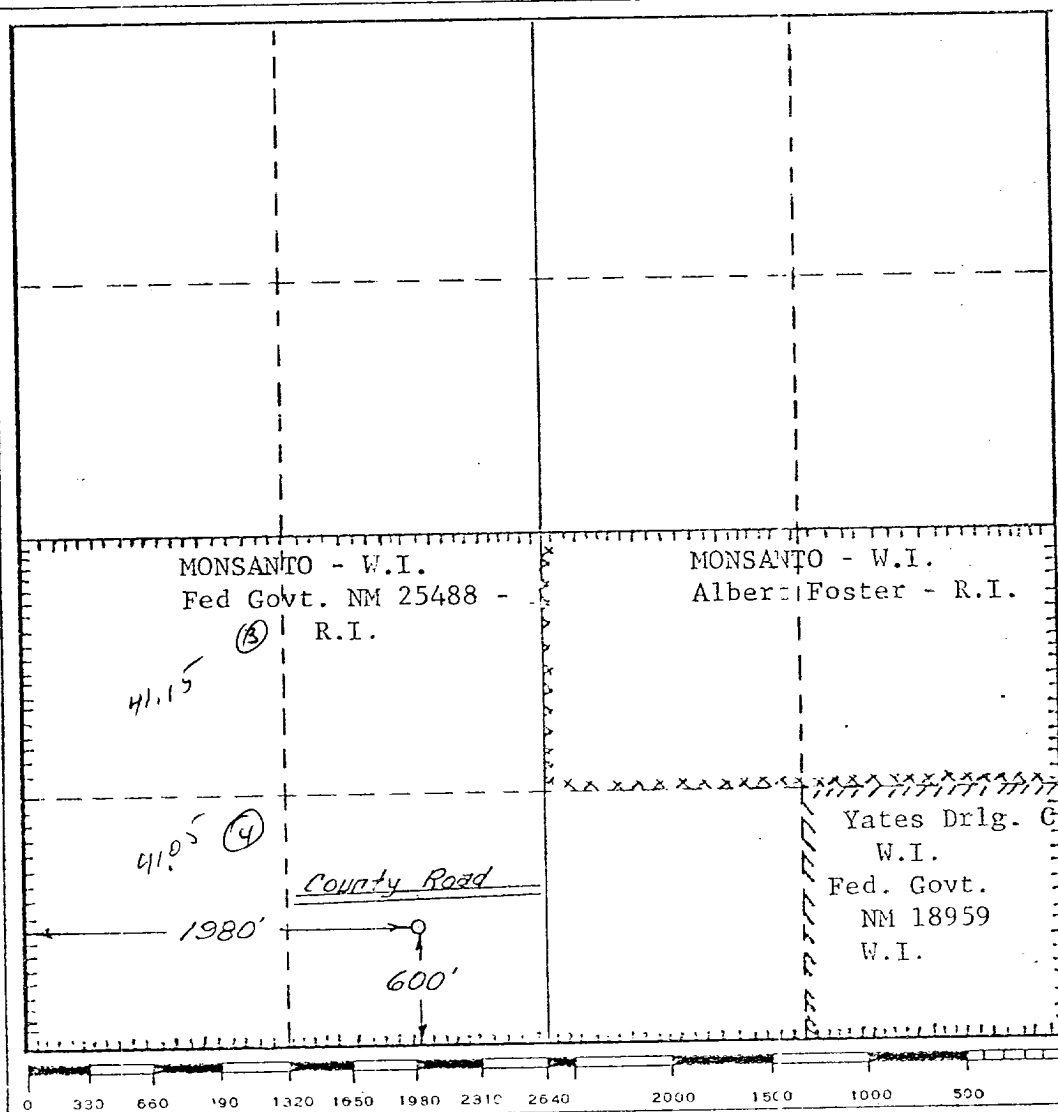 MONSANTO - W.I.
Fed Govt. NM 25488 -
R.I.
MONSANTO - W.I.
Albert Foster - R.I.
3
41.15
41.05
4
Yates Drlg. C
W.I.
Fed. Govt.
NM 18959
W.I.
County Road
1980'
600'
0 330 660 190 1320 1650 1980 2310 2640 2000 1500 1000 500